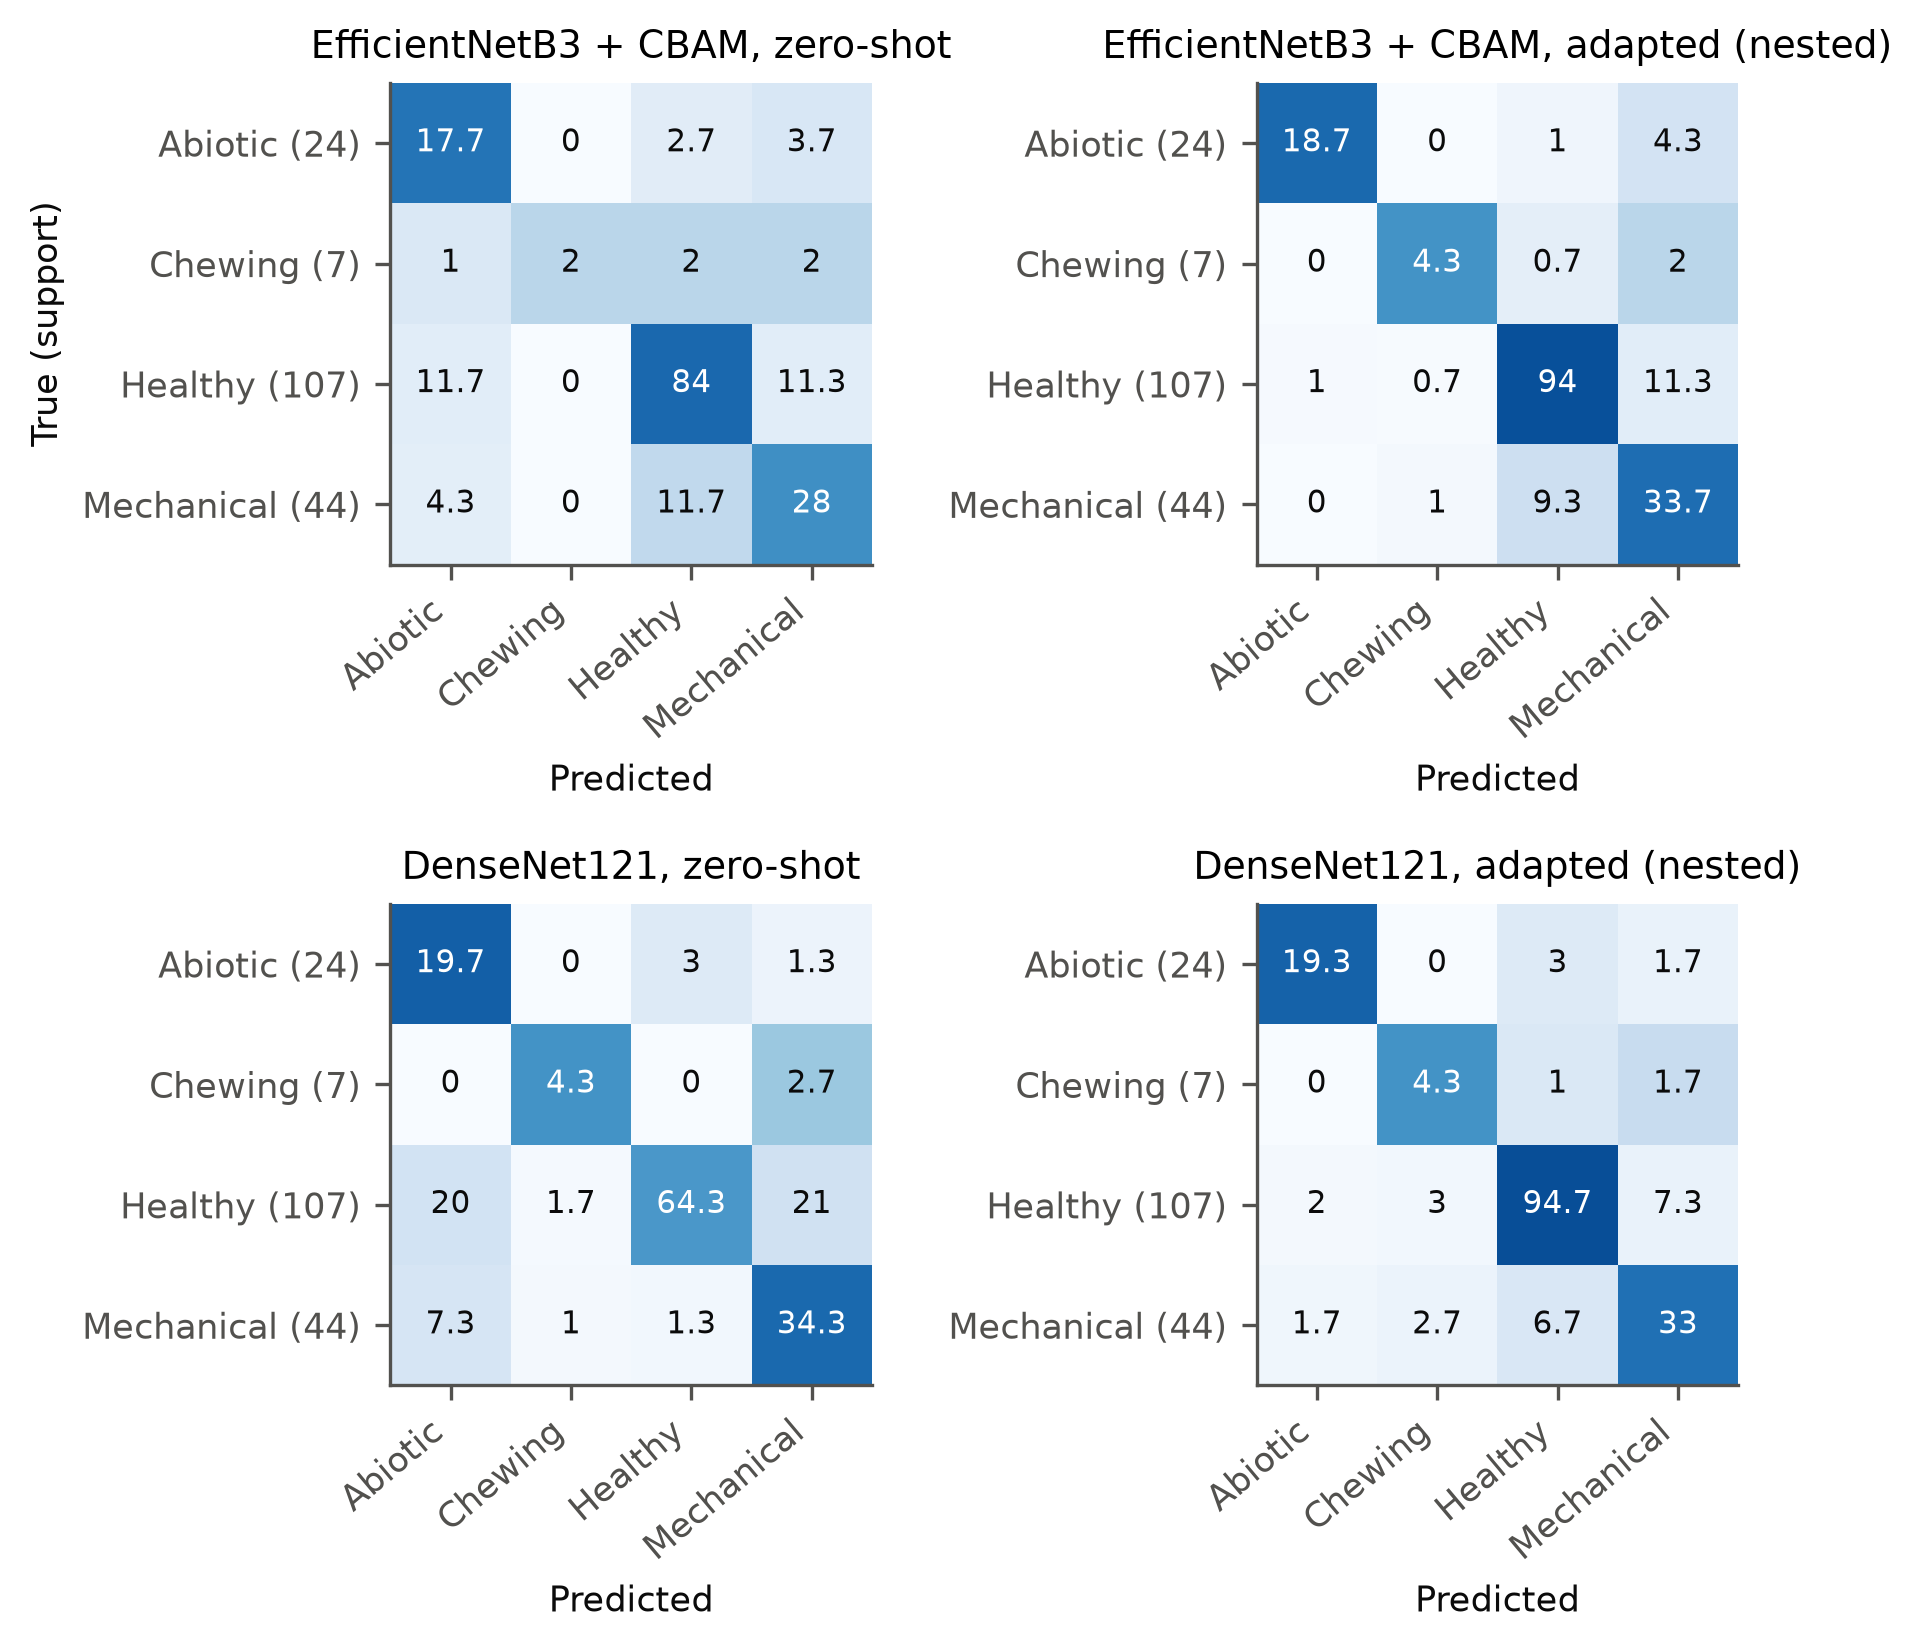 EfficientNetB3 + CBAM, zero-shot
True (support)
Abiotic (24) 17.7 0 2.7 3.7
Chewing (7) 1 2 2 2
Healthy (107) 11.7 0 84 11.3
Mechanical (44) 4.3 0 11.7 28
Abiotic Chewing Healthy Mechanical
Predicted
EfficientNetB3 + CBAM, adapted (nested)
Abiotic (24) 18.7 0 1 4.3
Chewing (7) 0 4.3 0.7 2
Healthy (107) 1 0.7 94 11.3
Mechanical (44) 0 1 9.3 33.7
Abiotic Chewing Healthy Mechanical
Predicted
DenseNet121, zero-shot
Abiotic (24) 19.7 0 3 1.3
Chewing (7) 0 4.3 0 2.7
Healthy (107) 20 1.7 64.3 21
Mechanical (44) 7.3 1 1.3 34.3
Abiotic Chewing Healthy Mechanical
Predicted
DenseNet121, adapted (nested)
Abiotic (24) 19.3 0 3 1.7
Chewing (7) 0 4.3 1 1.7
Healthy (107) 2 3 94.7 7.3
Mechanical (44) 1.7 2.7 6.7 33
Abiotic Chewing Healthy Mechanical
Predicted